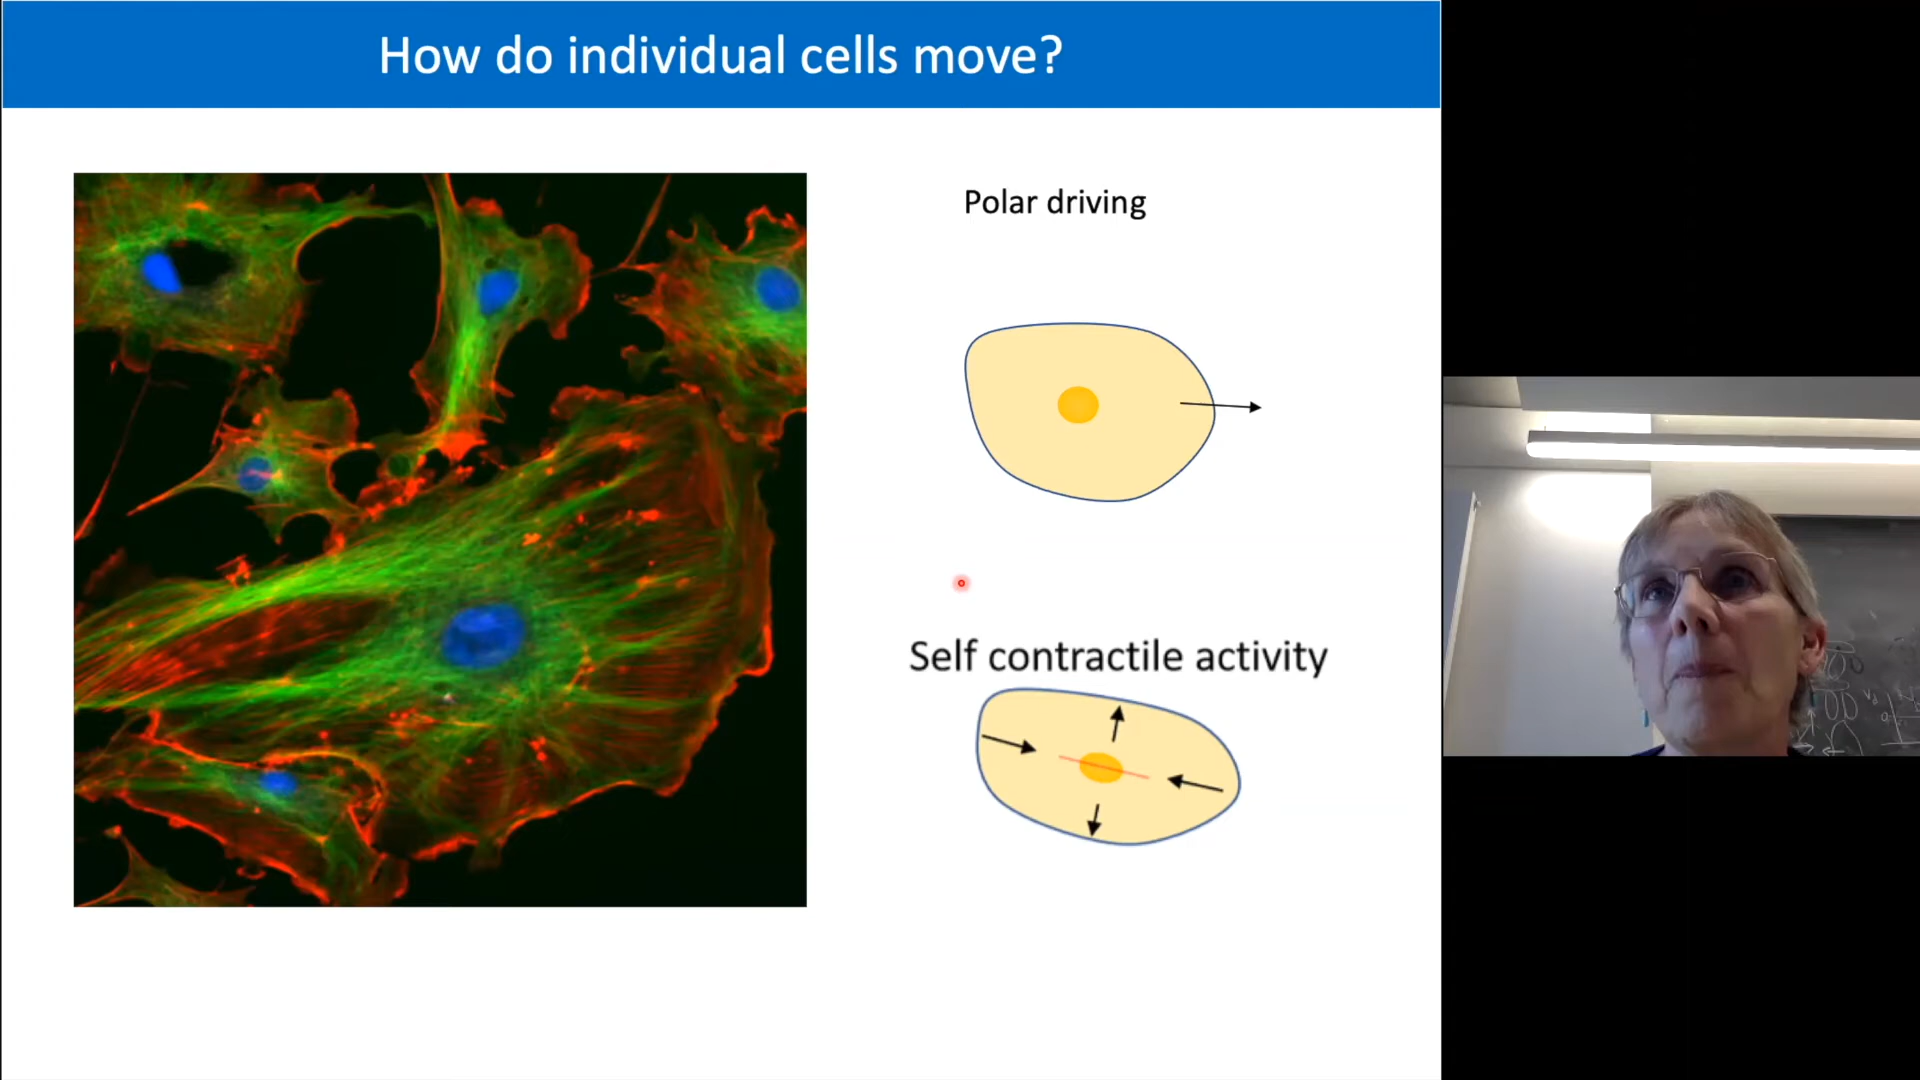 How do individual cells move?
Polar driving
Self contractile activity